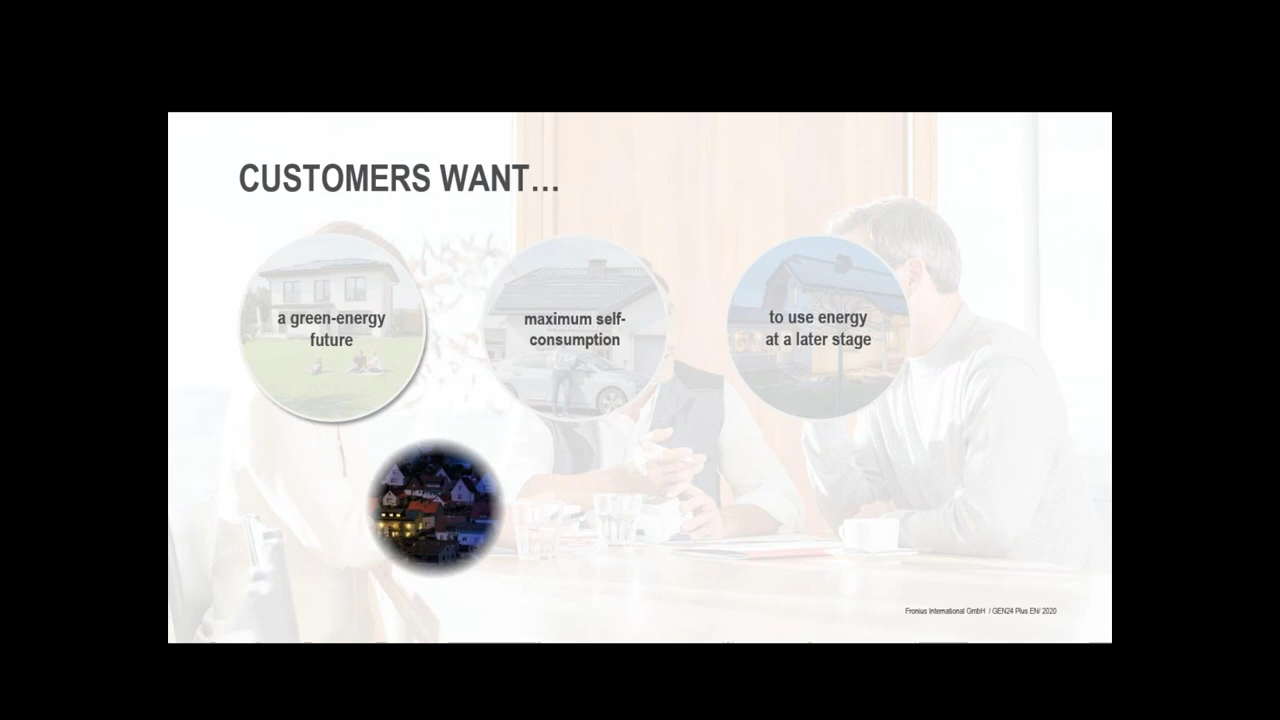 CUSTOMERS WANT…
a green-energy
future
maximum self-
consumption
to use energy
at a later stage
Fronius International GmbH / GEN24 Plus EN/ 2020